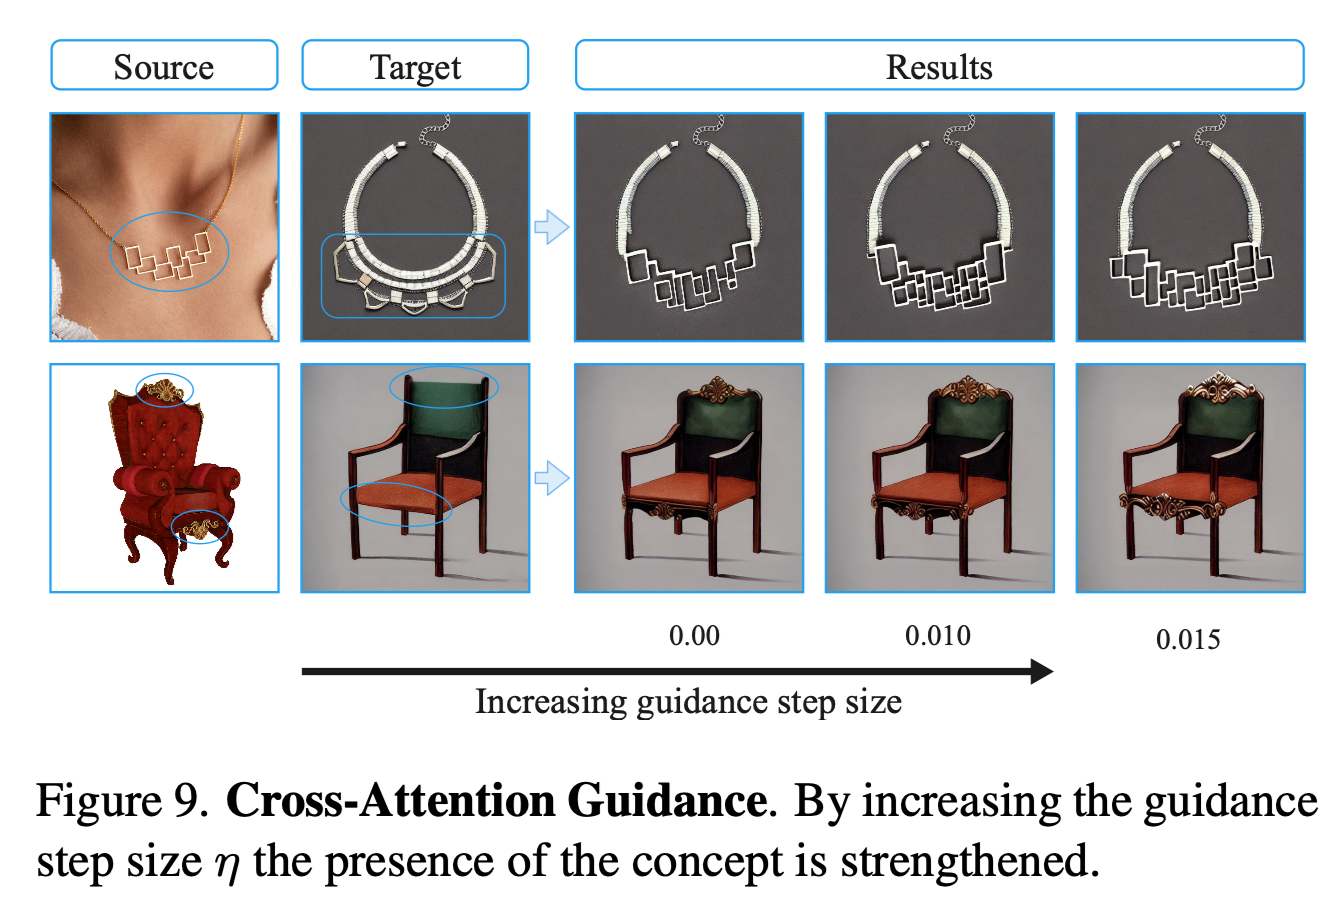 Source
Target
Results
0.00
0.010
0.015
Increasing guidance step size
Figure 9. Cross-Attention Guidance. By increasing the guidance
step size η the presence of the concept is strengthened.